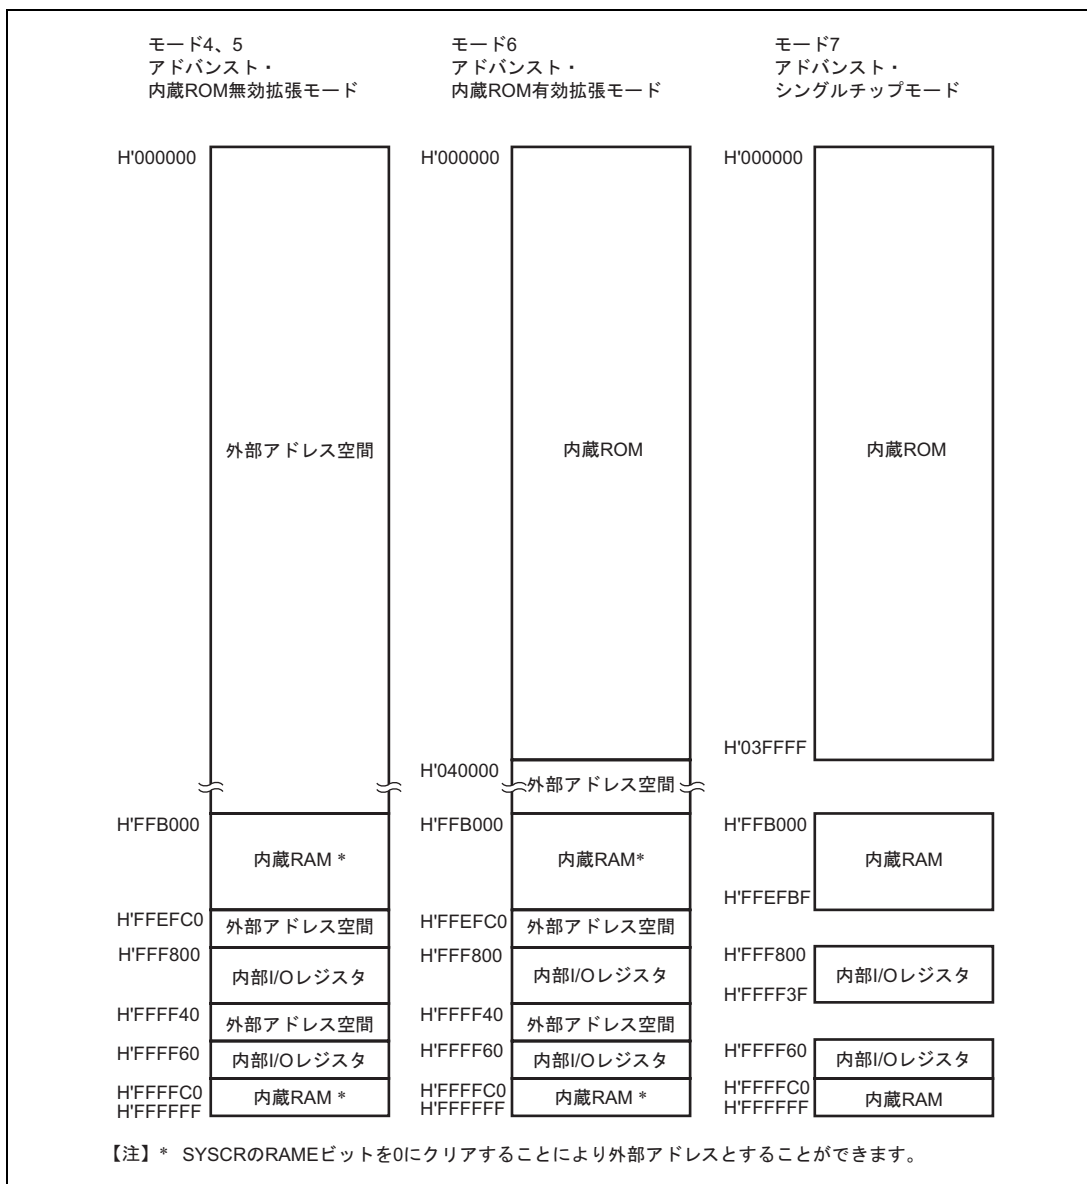 モード4、5
アドバンスト・
内蔵ROM無効拡張モード
H'000000
外部アドレス空間
H'FFB000
内蔵RAM *
H'FFEFC0
外部アドレス空間
H'FFF800
内部I/Oレジスタ
H'FFFF40
外部アドレス空間
H'FFFF60
内部I/Oレジスタ
H'FFFFC0
内蔵RAM *
H'FFFFFF
モード6
アドバンスト・
内蔵ROM有効拡張モード
H'000000
内蔵ROM
H'040000
外部アドレス空間
H'FFB000
内蔵RAM*
H'FFEFC0
外部アドレス空間
H'FFF800
内部I/Oレジスタ
H'FFFF40
外部アドレス空間
H'FFFF60
内部I/Oレジスタ
H'FFFFC0
内蔵RAM *
H'FFFFFF
モード7
アドバンスト・
シングルチップモード
H'000000
内蔵ROM
H'03FFFF
H'FFB000
内蔵RAM
H'FFEFBF
H'FFF800
内部I/Oレジスタ
H'FFFF3F
H'FFFF60
内部I/Oレジスタ
H'FFFFC0
内蔵RAM
H'FFFFFF
【注】* SYSCRのRAMEビットを0にクリアすることにより外部アドレスとすることができます。